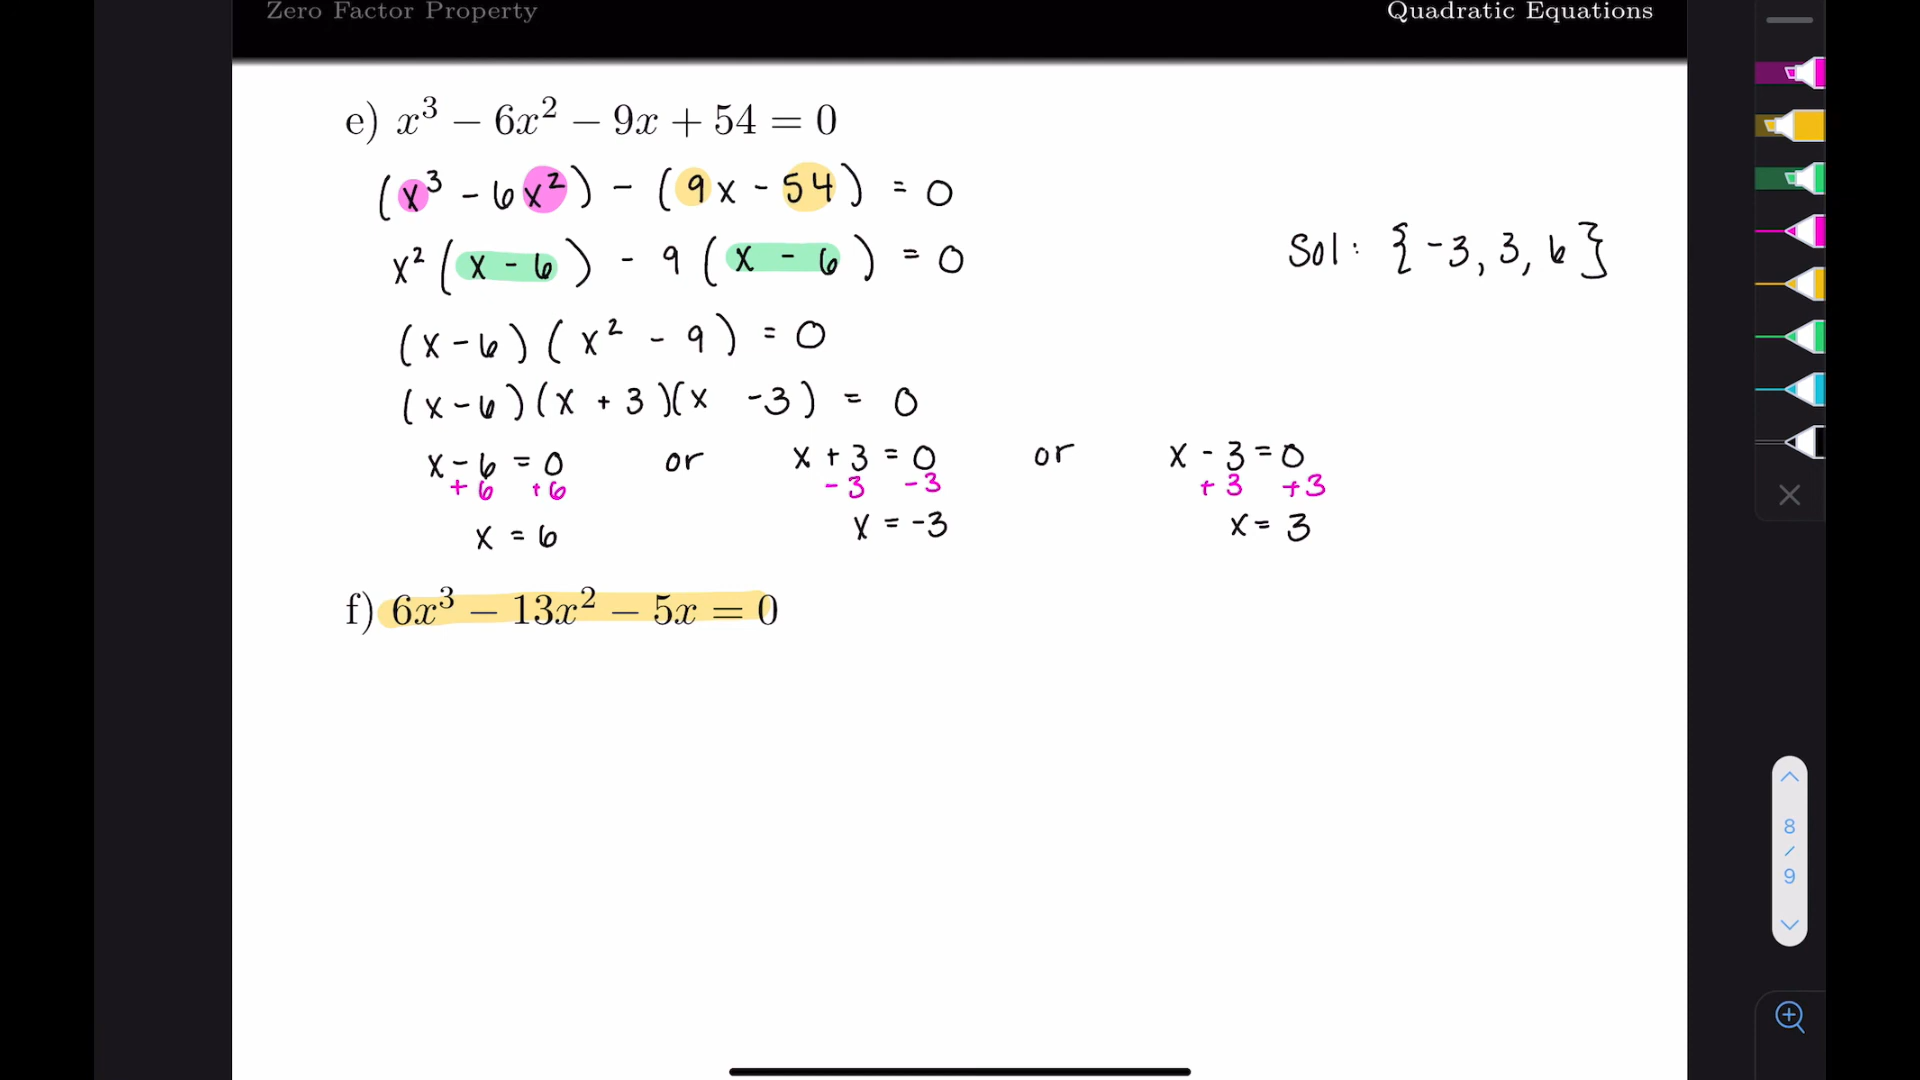 Zero Factor Property
Quadratic Equations
e) x³ − 6x² − 9x + 54 = 0
(x³ - 6x²) - (9x - 54) = 0
x²(x - 6) - 9(x - 6) = 0
Sol: {-3, 3, 6}
(x-6)(x² - 9) = 0
(x-6)(x + 3)(x -3) = 0
x - 6 = 0 or x + 3 = 0 or x - 3 = 0
+6 +6 -3 -3 +3 +3
x = 6 x = -3 x = 3
f) 6x³ − 13x² − 5x = 0
8
/
9